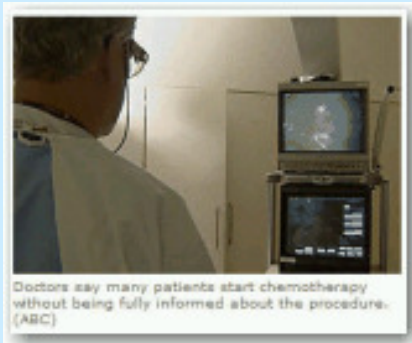 Doctors say many patients start chemotherapy
without being fully informed about the procedure.
(ABC)